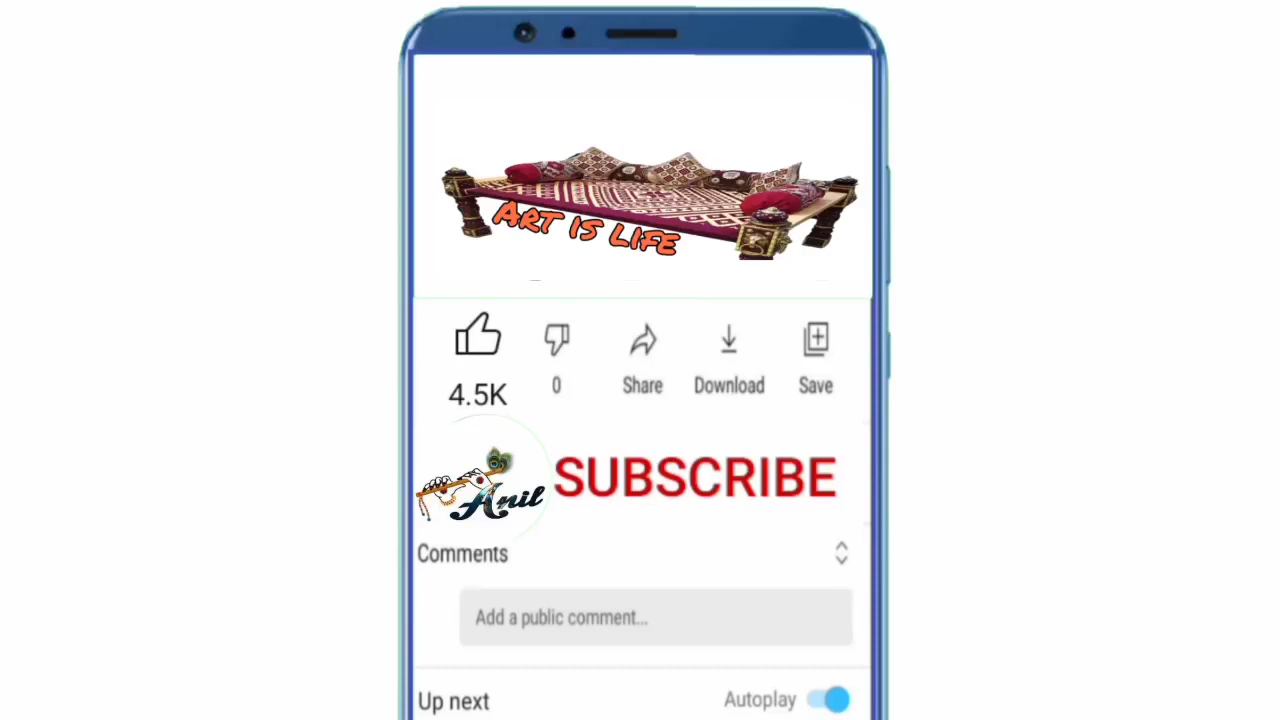 ART IS LIFE
4.5K
0
Share
Download
Save
Anil
SUBSCRIBE
Comments
Add a public comment...
Up next
Autoplay